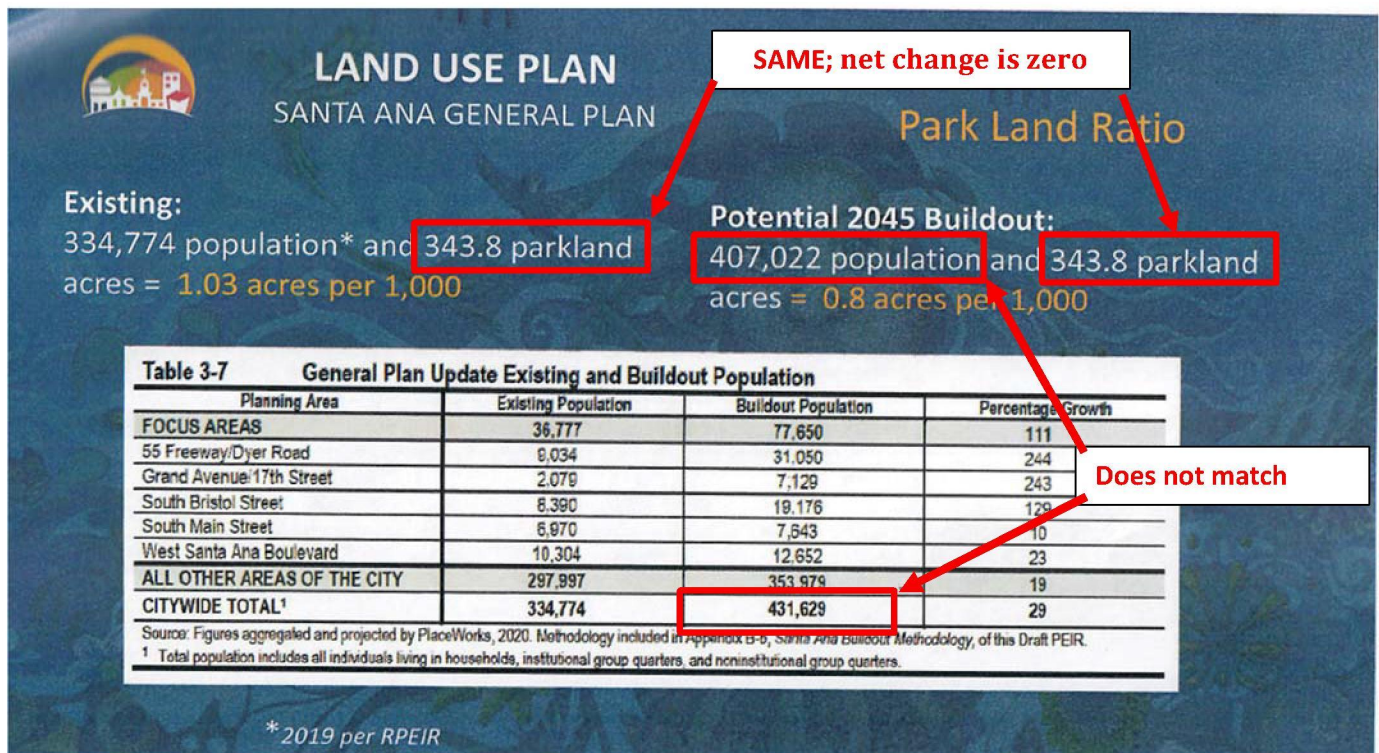 LAND USE PLAN
SANTA ANA GENERAL PLAN
SAME; net change is zero
Park Land Ratio
Existing:
334,774 population* and 343.8 parkland
acres = 1.03 acres per 1,000
Potential 2045 Buildout:
407,022 population and 343.8 parkland
acres = 0.8 acres per 1,000
Table 3-7 General Plan Update Existing and Buildout Population
Planning Area Existing Population Buildout Population Percentage Growth
FOCUS AREAS 36,777 77,650 111
55 Freeway/Dyer Road 9,034 31,050 244
Grand Avenue/17th Street 2,079 7,129 243
South Bristol Street 8,390 19,176 129
South Main Street 6,970 7,643 10
West Santa Ana Boulevard 10,304 12,652 23
ALL OTHER AREAS OF THE CITY 297,997 353,979 19
CITYWIDE TOTAL¹ 334,774 431,629 29
Does not match
Source: Figures aggregated and projected by PlaceWorks, 2020. Methodology included in Appendix B-b, Santa Ana Buildout Methodology, of this Draft PEIR.
¹ Total population includes all individuals living in households, institutional group quarters, and noninstitutional group quarters.
*2019 per RPEIR